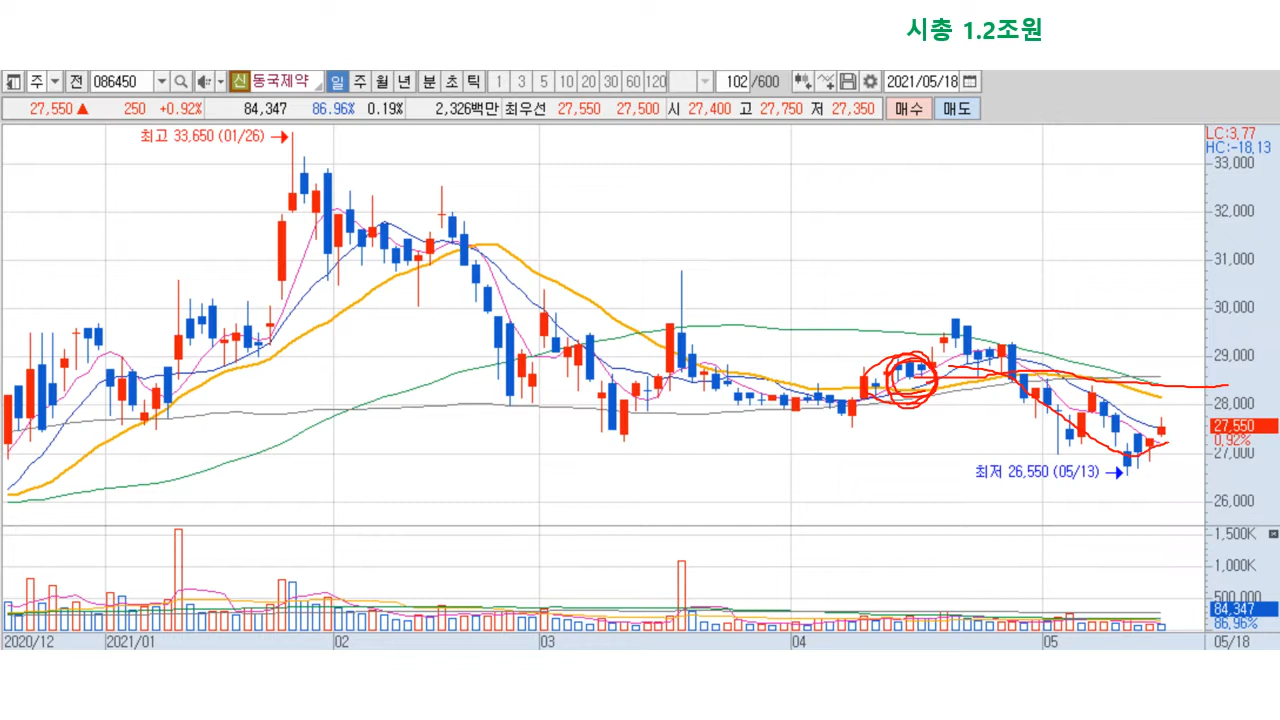 시총 1.2조원
주 전 086450 신 동국제약 일 주 월 년 분 초 틱 1 3 5 10 20 30 60 120 102 /600 2021/05/18
27,550 ▲ 250 +0.92% 84,347 86.96% 0.19% 2,326백만 최우선 27,550 27,500 시 27,400 고 27,750 저 27,350 매수 매도
최고 33,650 (01/26)
LC:3.77
HC:-18.13
33,000
32,000
31,000
30,000
29,000
28,000
27,550
0.92%
27,000
최저 26,550 (05/13)
26,000
1,500K
1,000K
500,000
84,347
86.96%
2020/12 2021/01 02 03 04 05 05/18